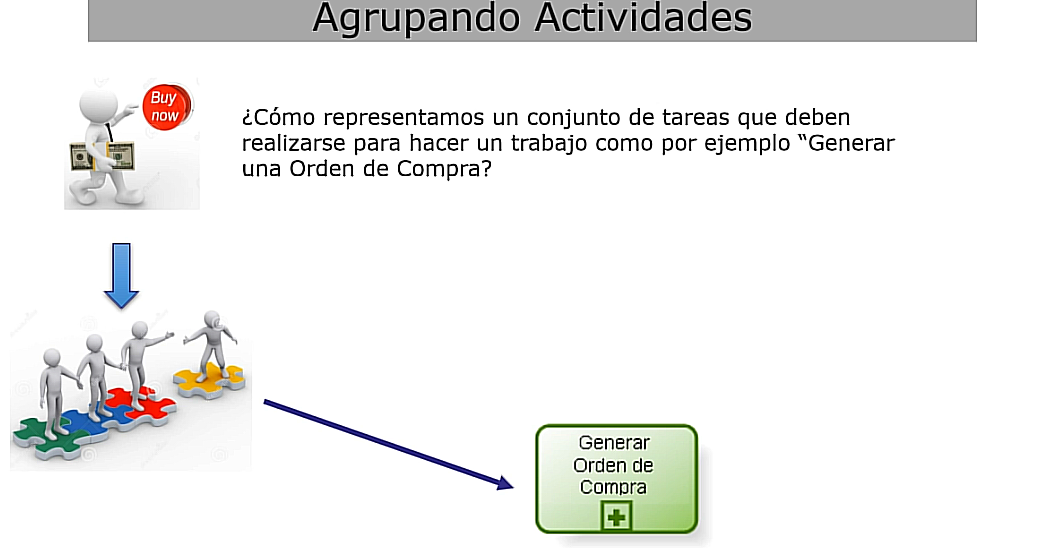 Agrupando Actividades
Buy
now
¿Cómo representamos un conjunto de tareas que deben
realizarse para hacer un trabajo como por ejemplo “Generar
una Orden de Compra?
Generar
Orden de
Compra